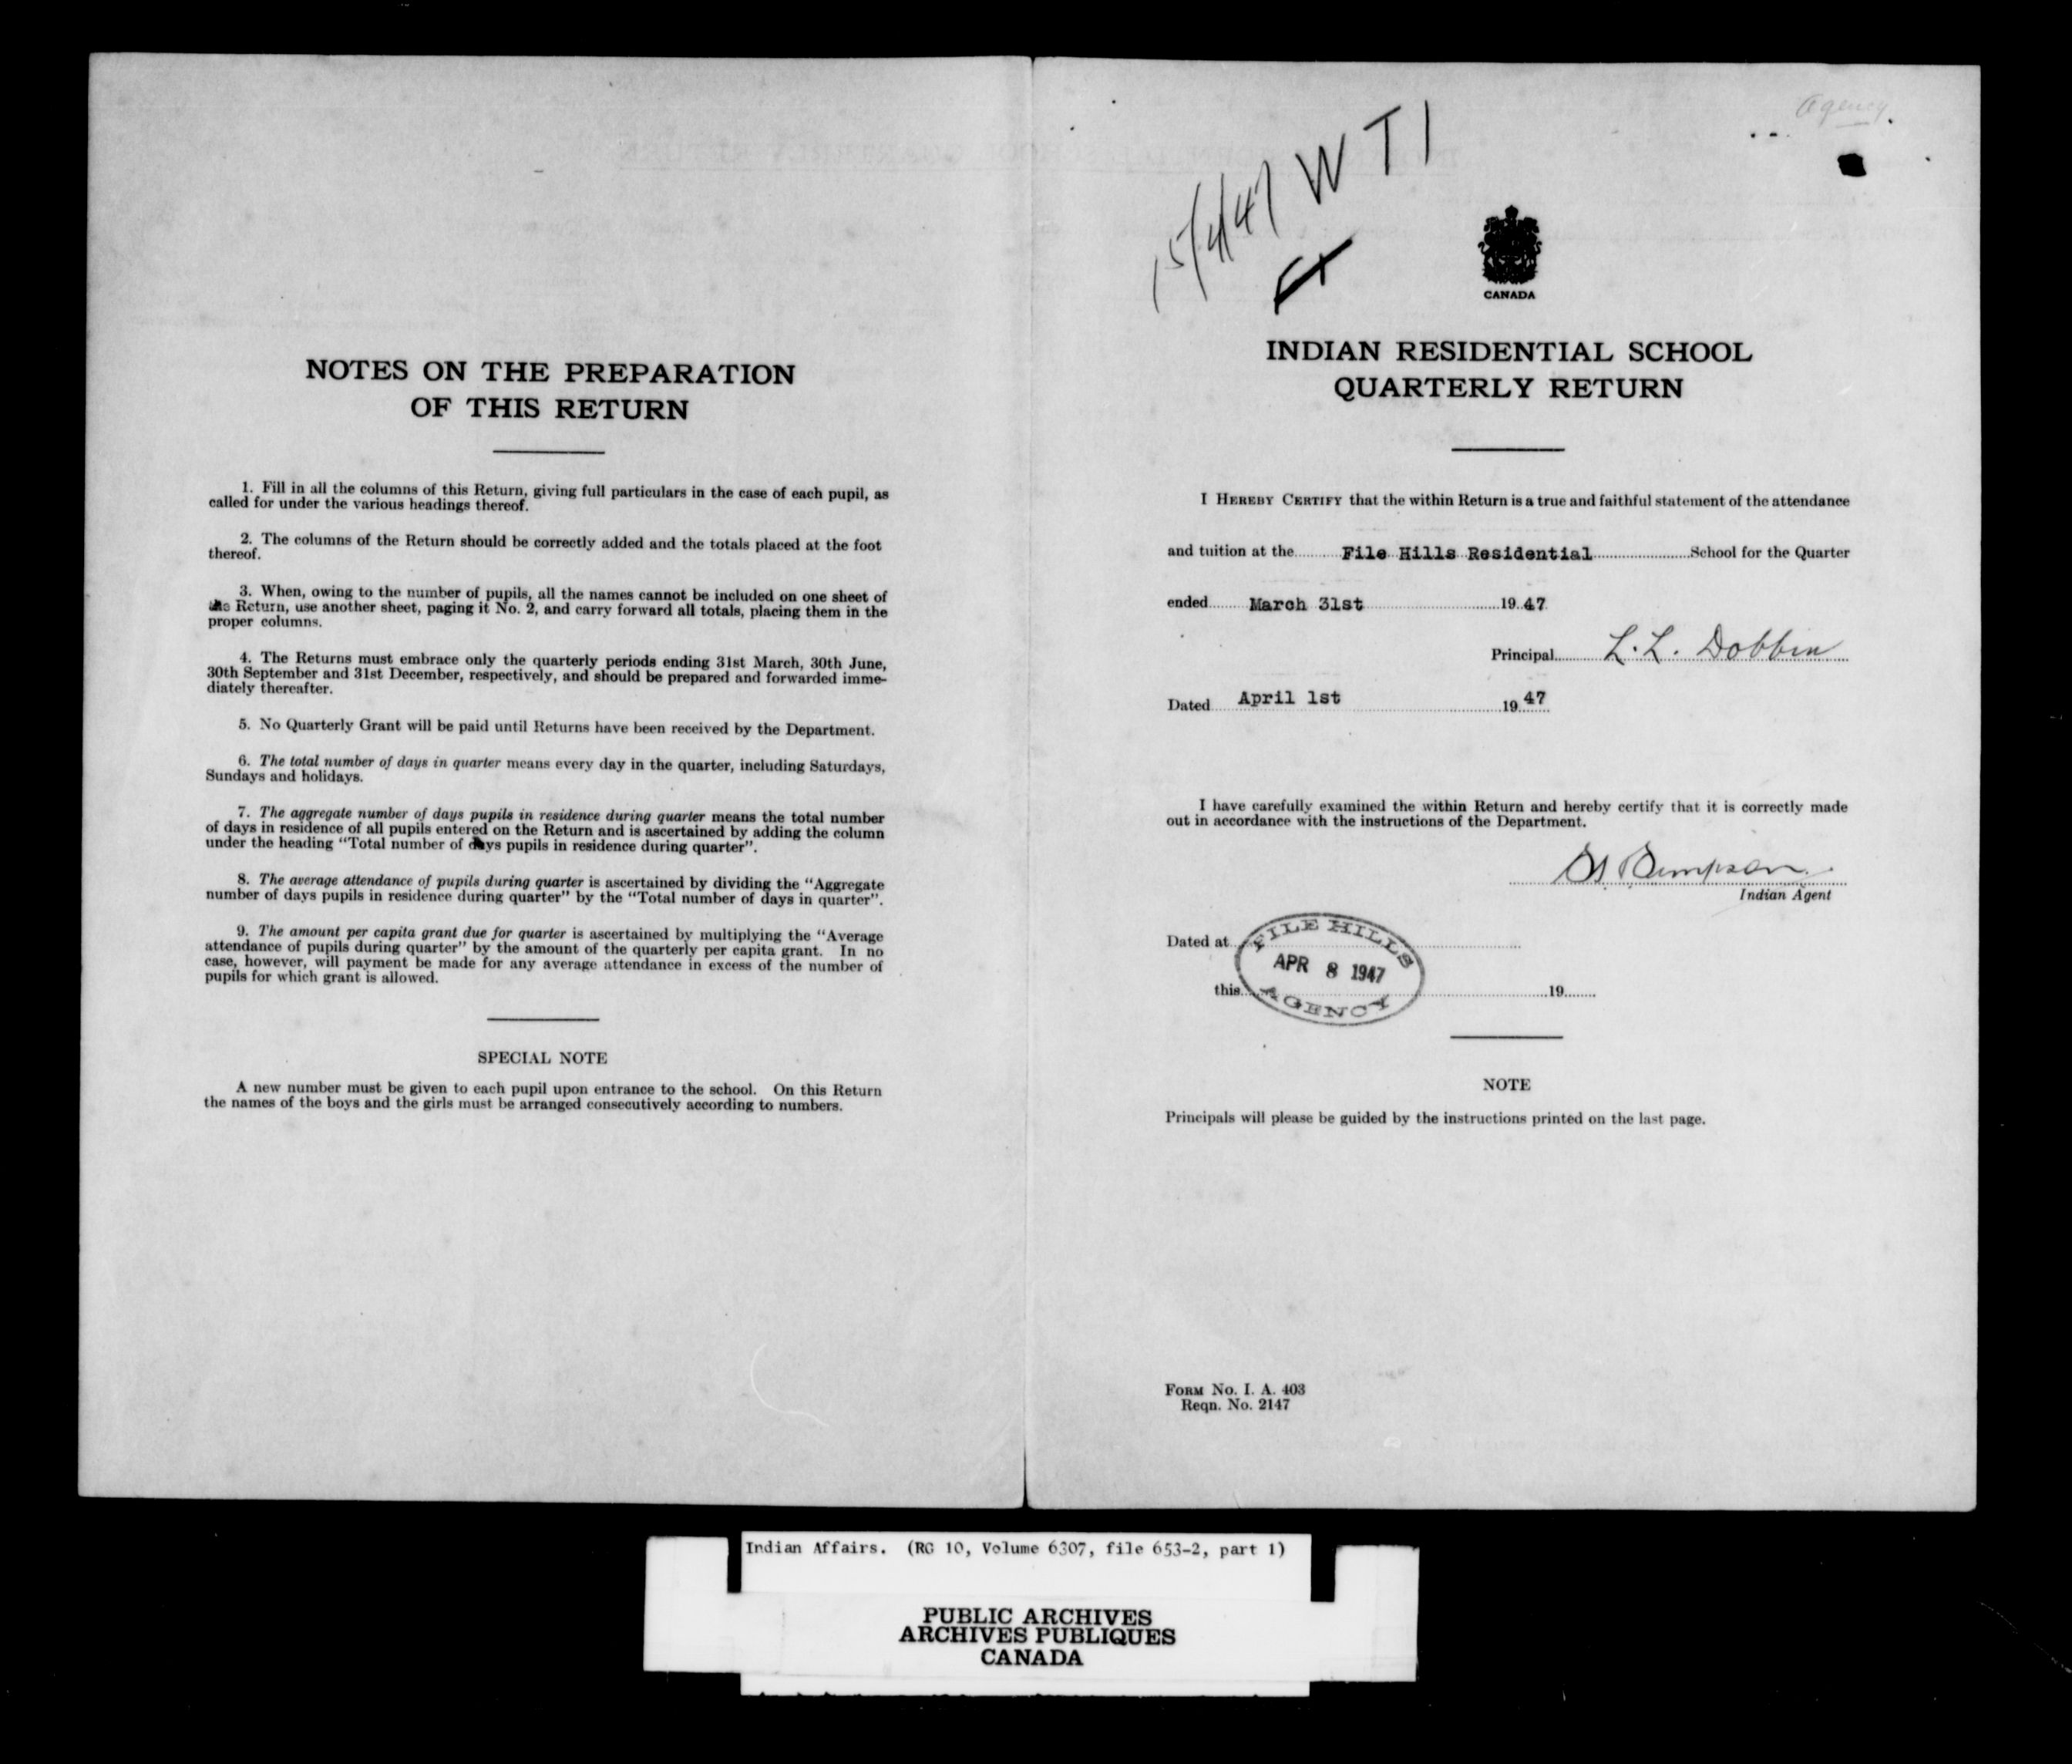 NOTES ON THE PREPARATION
OF THIS RETURN
1. Fill in all the columns of this Return, giving full particulars in the case of each pupil, as
called for under the various headings thereof.
2. The columns of the Return should be correctly added and the totals placed at the foot
thereof.
3. When, owing to the number of pupils, all the names cannot be included on one sheet of
the Return, use another sheet, paging it No. 2, and carry forward all totals, placing them in the
proper columns.
4. The Returns must embrace only the quarterly periods ending 31st March, 30th June,
30th September and 31st December, respectively, and should be prepared and forwarded imme-
diately thereafter.
5. No Quarterly Grant will be paid until Returns have been received by the Department.
6. The total number of days in quarter means every day in the quarter, including Saturdays,
Sundays and holidays.
7. The aggregate number of days pupils in residence during quarter means the total number
of days in residence of all pupils entered on the Return and is ascertained by adding the column
under the heading “Total number of days pupils in residence during quarter”.
8. The average attendance of pupils during quarter is ascertained by dividing the “Aggregate
number of days pupils in residence during quarter” by the “Total number of days in quarter”.
9. The amount per capita grant due for quarter is ascertained by multiplying the “Average
attendance of pupils during quarter” by the amount of the quarterly per capita grant. In no
case, however, will payment be made for any average attendance in excess of the number of
pupils for which grant is allowed.
SPECIAL NOTE
A new number must be given to each pupil upon entrance to the school. On this Return
the names of the boys and the girls must be arranged consecutively according to numbers.
Agency
15/4/47 W T 1
CANADA
INDIAN RESIDENTIAL SCHOOL
QUARTERLY RETURN
I HEREBY CERTIFY that the within Return is a true and faithful statement of the attendance
and tuition at the File Hills Residential School for the Quarter
ended March 31st 19 47
Principal L. L. Dobbin
Dated April 1st 19 47
I have carefully examined the within Return and hereby certify that it is correctly made
out in accordance with the instructions of the Department.
Indian Agent
Dated at
FILE HILLS
APR 8 1947
AGENCY
this 19
NOTE
Principals will please be guided by the instructions printed on the last page.
FORM No. I. A. 403
Reqn. No. 2147
Indian Affairs. (RG 10, Volume 6307, file 653-2, part 1)
PUBLIC ARCHIVES
ARCHIVES PUBLIQUES
CANADA